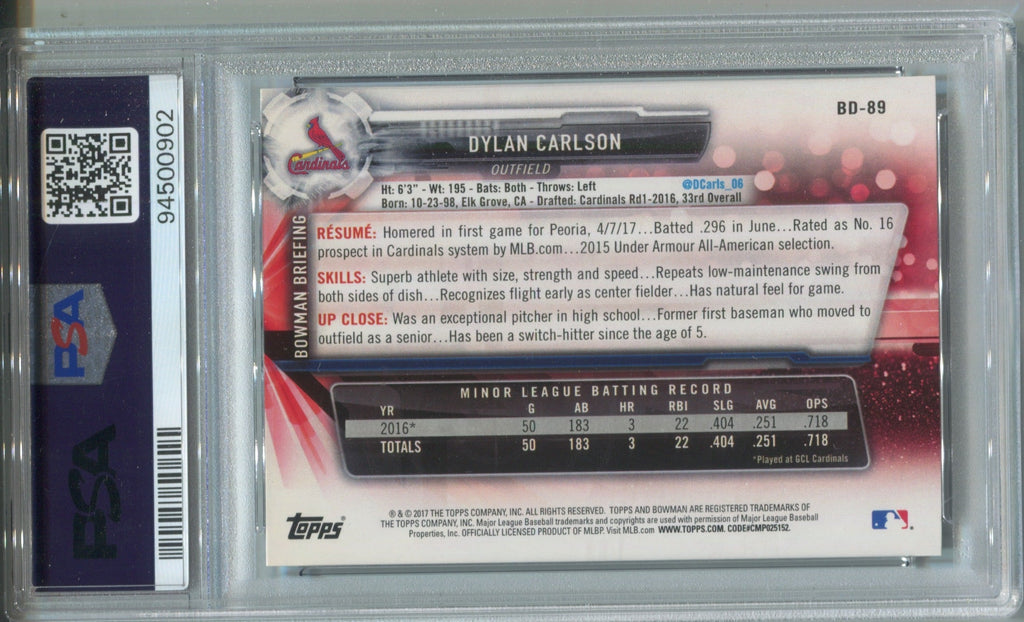 94500902
PSA
PSA
Cardinals
BD-89
DYLAN CARLSON
OUTFIELD
Ht: 6'3" - Wt: 195 - Bats: Both - Throws: Left
@DCarls_06
Born: 10-23-98, Elk Grove, CA - Drafted: Cardinals Rd1-2016, 33rd Overall
BOWMAN BRIEFING
RÉSUMÉ: Homered in first game for Peoria, 4/7/17...Batted .296 in June...Rated as No. 16
prospect in Cardinals system by MLB.com...2015 Under Armour All-American selection.
SKILLS: Superb athlete with size, strength and speed...Repeats low-maintenance swing from
both sides of dish...Recognizes flight early as center fielder...Has natural feel for game.
UP CLOSE: Was an exceptional pitcher in high school...Former first baseman who moved to
outfield as a senior...Has been a switch-hitter since the age of 5.
MINOR LEAGUE BATTING RECORD
YR G AB HR RBI SLG AVG OPS
2016* 50 183 3 22 .404 .251 .718
TOTALS 50 183 3 22 .404 .251 .718
*Played at GCL Cardinals
Topps®
® & © 2017 THE TOPPS COMPANY, INC. ALL RIGHTS RESERVED. TOPPS AND BOWMAN ARE REGISTERED TRADEMARKS OF
THE TOPPS COMPANY, INC. Major League Baseball trademarks and copyrights are used with permission of Major League Baseball
Properties, Inc. OFFICIALLY LICENSED PRODUCT OF MLBP. Visit MLB.com WWW.TOPPS.COM. CODE#CMP025152.